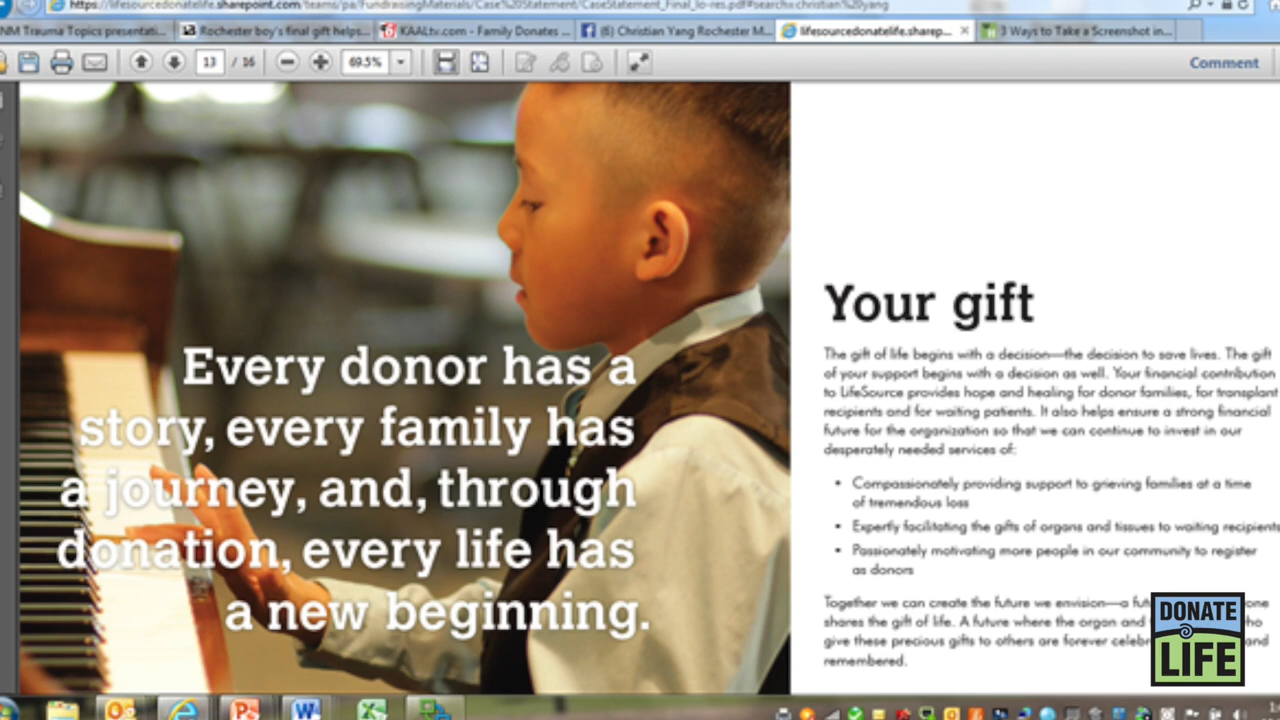 https://lifesourcedonatelife.sharepoint.com/teams/pa/FundraisingMaterials/Case%20Statement/CaseStatement_Final_lo-res.pdf#search=christian%20yang
NM Trauma Topics presentati...
Rochester boy's final gift helps...
KAALtv.com - Family Donates ...
(6) Christian Yang Rochester M...
lifesourcedonatelife.sharep...
3 Ways to Take a Screenshot in...
13 / 16
69.5%
Comment
Every donor has a
story, every family has
a journey, and, through
donation, every life has
a new beginning.
Your gift
The gift of life begins with a decision—the decision to save lives. The gift
of your support begins with a decision as well. Your financial contribution
to LifeSource provides hope and healing for donor families, for transplant
recipients and for waiting patients. It also helps ensure a strong financial
future for the organization so that we can continue to invest in our
desperately needed services of:
• Compassionately providing support to grieving families at a time
of tremendous loss
• Expertly facilitating the gifts of organs and tissues to waiting recipients
• Passionately motivating more people in our community to register
as donors
Together we can create the future we envision—a
shares the gift of life. A future where the organ and
give these precious gifts to others are forever and
remembered.
DONATE
LIFE